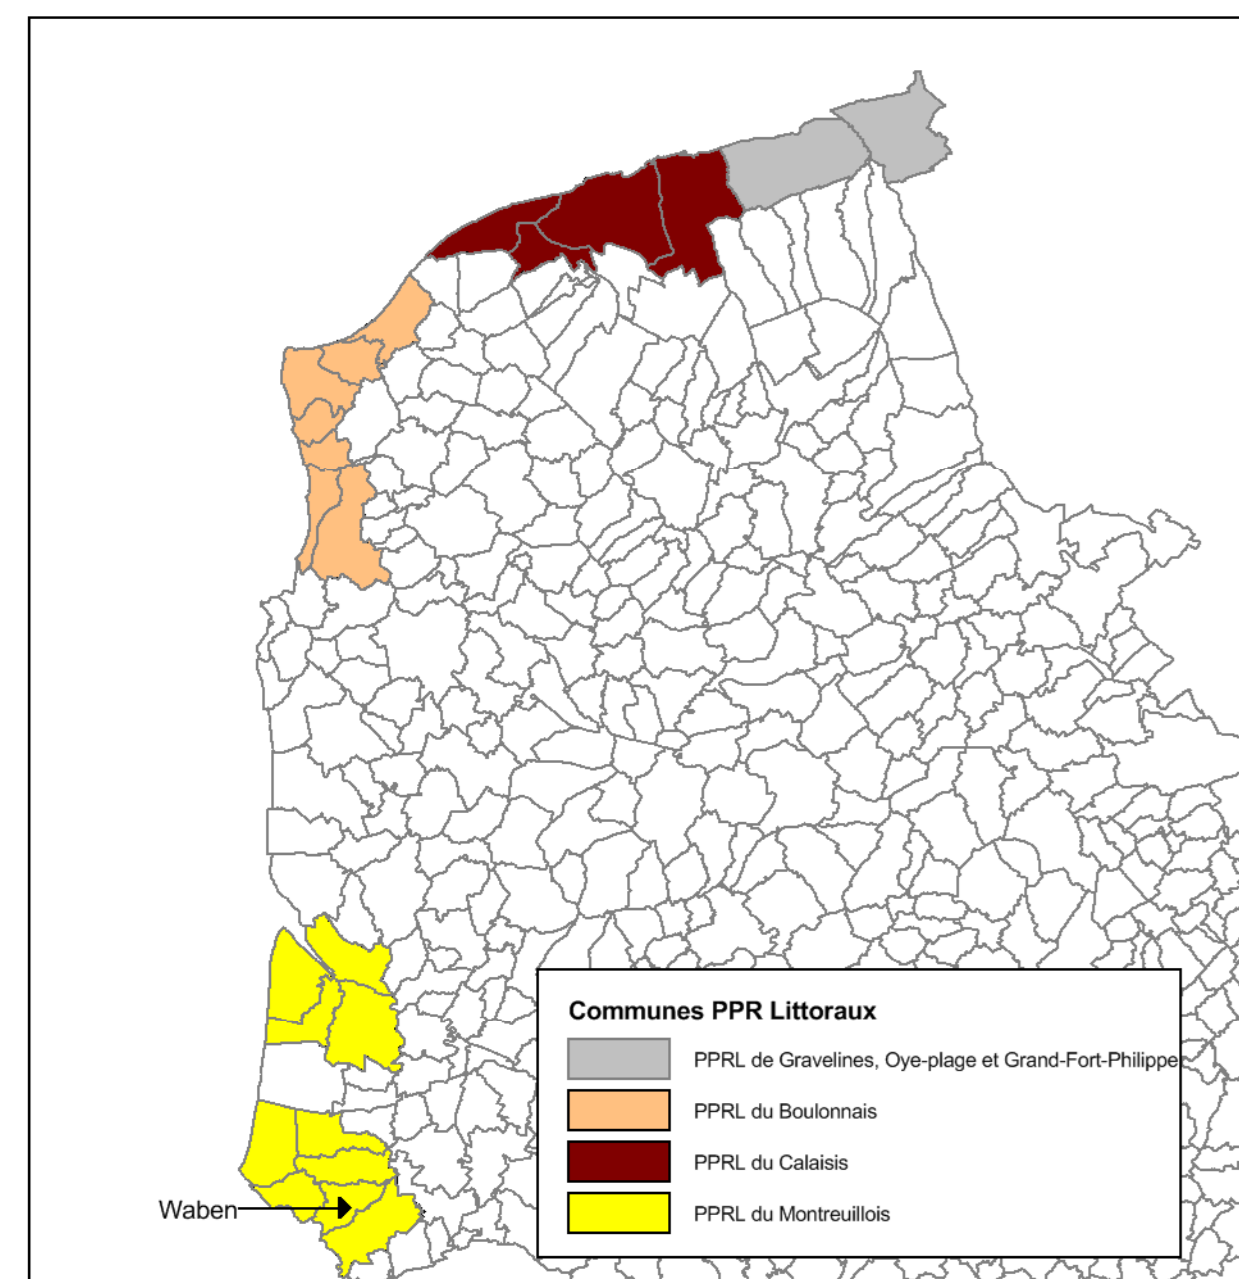 Communes PPR Littoraux
PPRL de Gravelines, Oye-plage et Grand-Fort-Philippe
PPRL du Boulonnais
PPRL du Calaisis
PPRL du Montreuillois
Waben